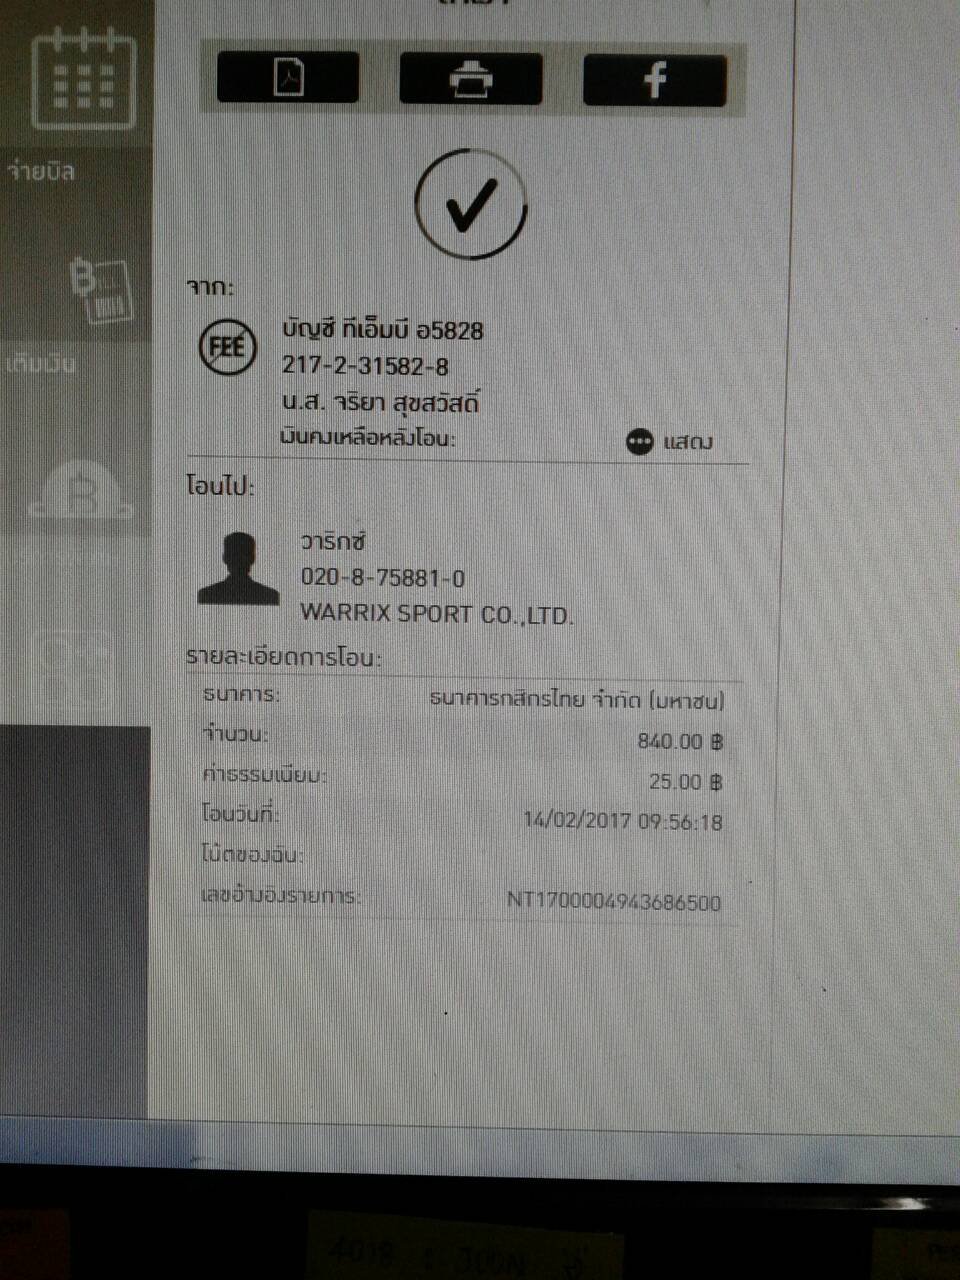 จ่ายบิล
เติมเงิน
จาก:
FEE
บัญชี ทีเอ็มบี อ5828
217-2-31582-8
น.ส. จริยา สุขสวัสดิ์
เงินคงเหลือหลังโอน:
แสดง
โอนไป:
วาริกซ์
020-8-75881-0
WARRIX SPORT CO.,LTD.
รายละเอียดการโอน:
ธนาคาร: ธนาคารกสิกรไทย จำกัด (มหาชน)
จำนวน: 840.00 ฿
ค่าธรรมเนียม: 25.00 ฿
โอนวันที่: 14/02/2017 09:56:18
โน้ตของฉัน:
เลขอ้างอิงรายการ: NT1700004943686500